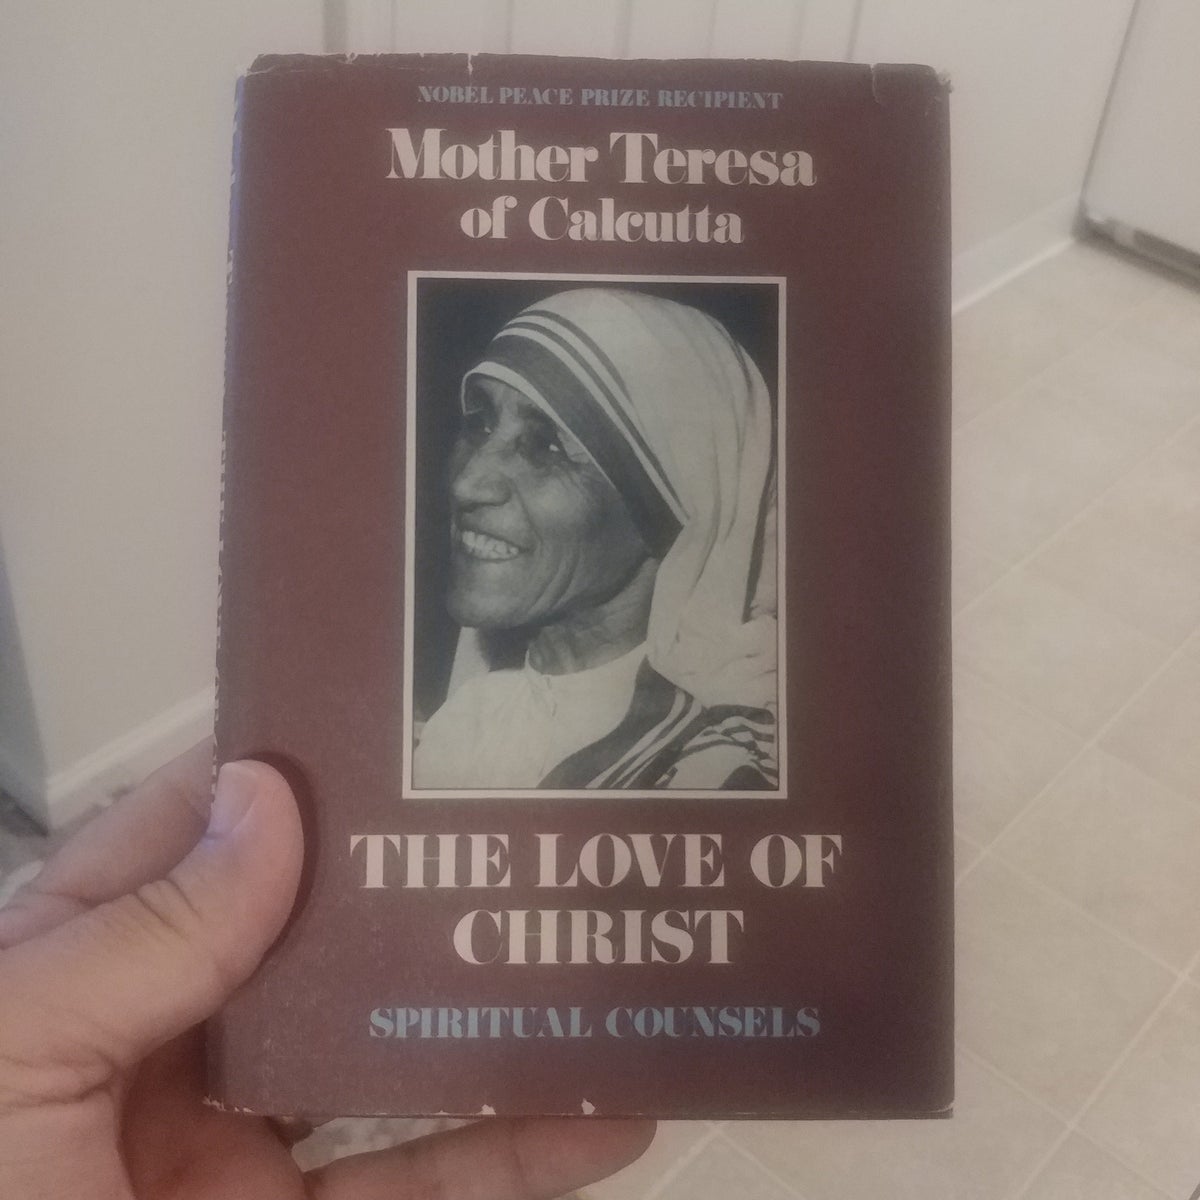 NOBEL PEACE PRIZE RECIPIENT
Mother Teresa
of Calcutta
THE LOVE OF
CHRIST
SPIRITUAL COUNSELS